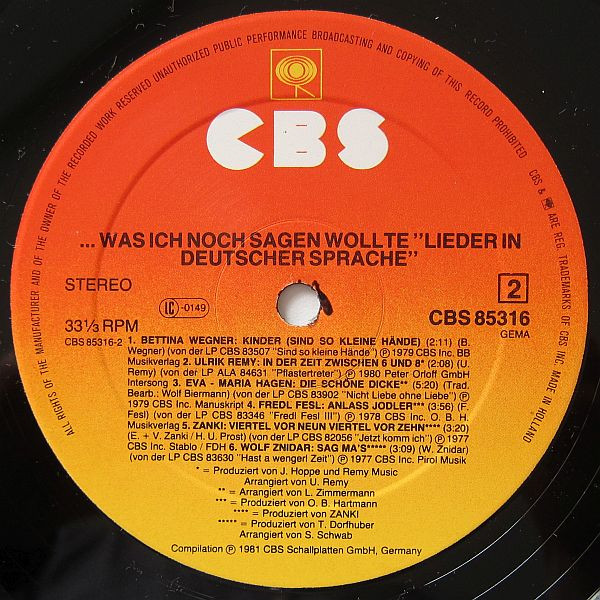 ALL RIGHTS OF THE MANUFACTURER AND OF THE OWNER OF THE RECORDED WORK RESERVED UNAUTHORIZED PUBLIC PERFORMANCE BROADCASTING AND COPYING OF THIS RECORD PROHIBITED
CBS & ARE REG. TRADEMARKS OF CBS INC. MADE IN HOLLAND
CBS
... WAS ICH NOCH SAGEN WOLLTE "LIEDER IN
DEUTSCHER SPRACHE"
STEREO
LC -0149
2
33⅓ RPM
CBS 85316
CBS 85316-2
GEMA
1. BETTINA WEGNER: KINDER (SIND SO KLEINE HÄNDE) (2:11) (B.
Wegner) (von der LP CBS 83507 "Sind so kleine Hände") Ⓟ 1979 CBS Inc. BB
Musikverlag 2. ULRIK REMY: IN DER ZEIT ZWISCHEN 6 UND 8* (2:08) (U.
Remy) (von der LP ALA 84631 "Pflastertreter") Ⓟ 1980 Peter Orloff GmbH
Intersong 3. EVA - MARIA HAGEN: DIE SCHÖNE DICKE** (5:20) (Trad.
Bearb.: Wolf Biermann) (von der LP CBS 83902 "Nicht Liebe ohne Liebe") Ⓟ
1979 CBS Inc. Manuskript 4. FREDL FESL: ANLASS JODLER*** (3:56) (F.
Fesl) (von der LP CBS 83346 "Fredl Fesl III") Ⓟ 1978 CBS Inc. O. B. H.
Musikverlag 5. ZANKI: VIERTEL VOR NEUN VIERTEL VOR ZEHN**** (3:20)
(E. + V. Zanki / H. U. Prost) (von der LP CBS 82056 "Jetzt komm ich") Ⓟ 1977
CBS Inc. Stablo / FDH 6. WOLF ZNIDAR: SAG MA'S***** (3:09) (W. Znidar)
(von der LP CBS 83630 "Hast a wengerl Zeit") Ⓟ 1977 CBS Inc. Pirol Musik
* = Produziert von J. Hoppe und Remy Music
Arrangiert von U. Remy
** = Arrangiert von L. Zimmermann
*** = Produziert von O. B. Hartmann
**** = Produziert von ZANKI
***** = Produziert von T. Dorfhuber
Arrangiert von S. Schwab
Compilation Ⓟ 1981 CBS Schallplatten GmbH, Germany